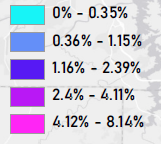 0% - 0.35%
0.36% - 1.15%
1.16% - 2.39%
2.4% - 4.11%
4.12% - 8.14%